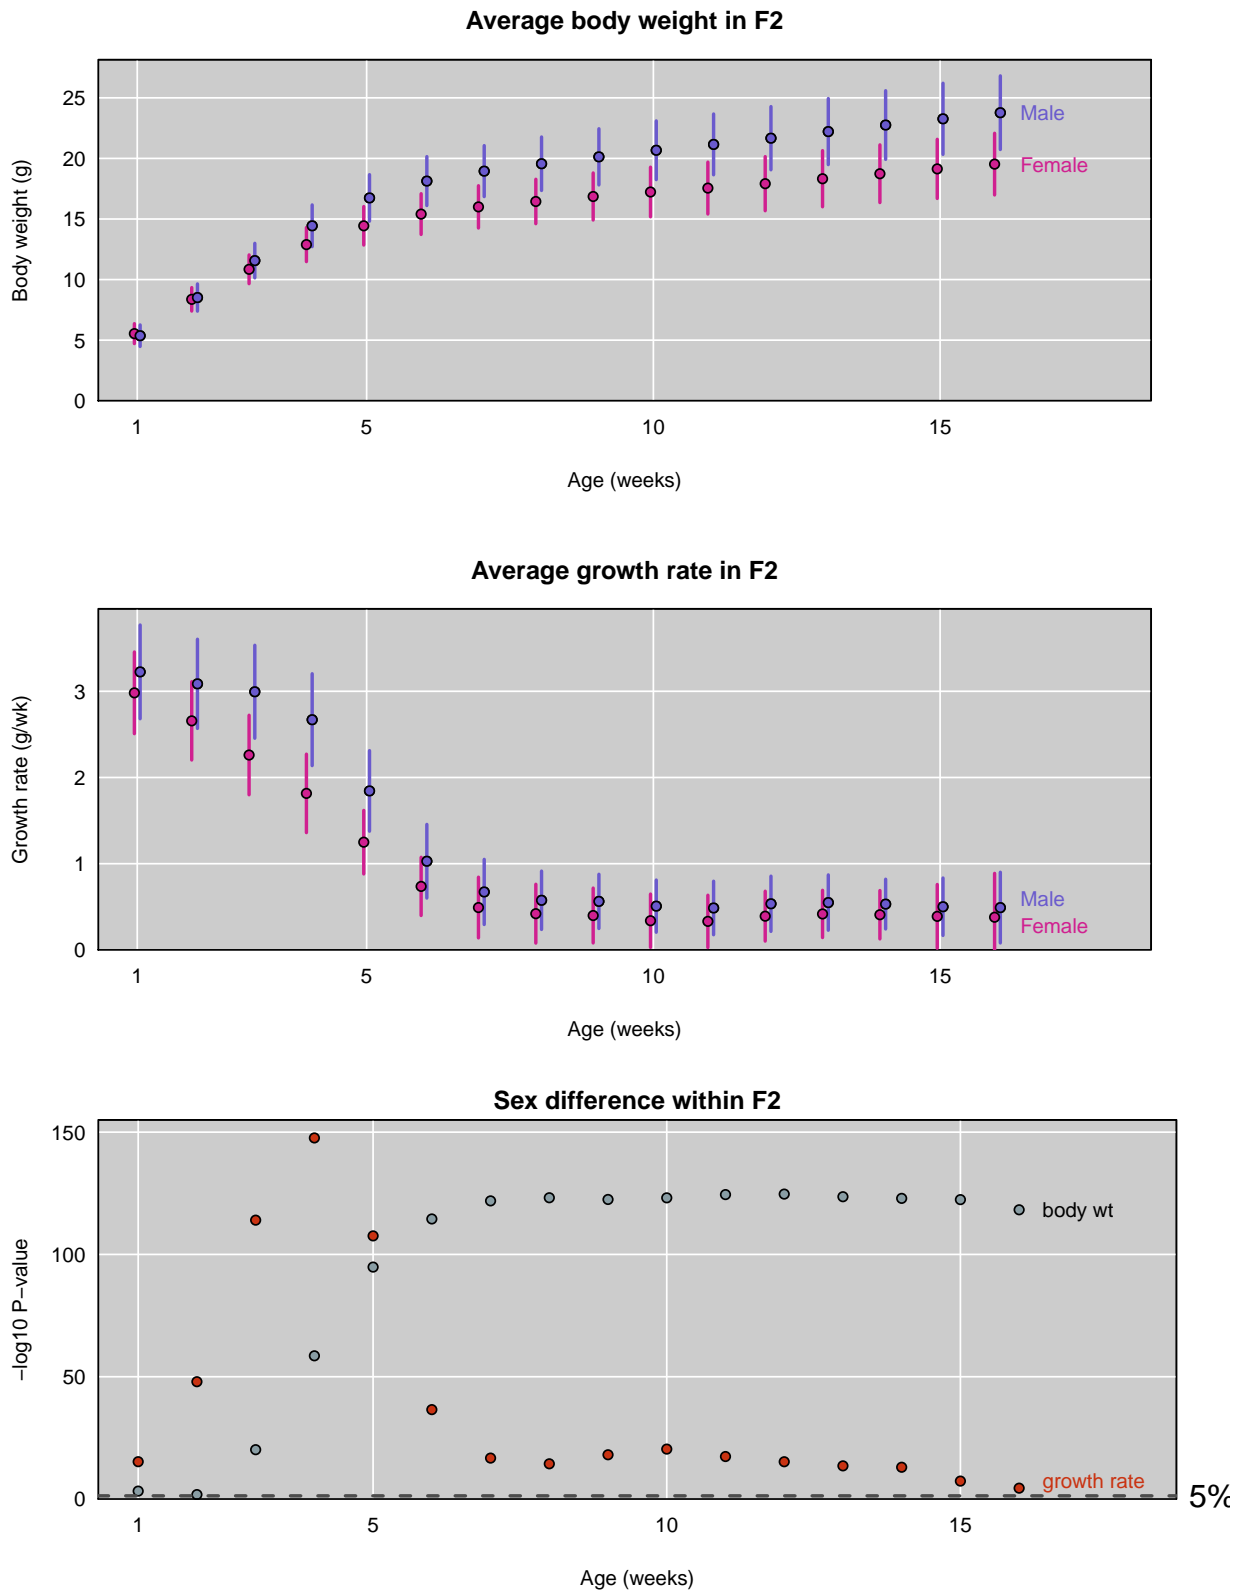 Average body weight in F2
Body weight (g)
25
20
15
10
5
0
Male
Female
1 5 10 15
Age (weeks)
Average growth rate in F2
Growth rate (g/wk)
3
2
1
0
Male
Female
1 5 10 15
Age (weeks)
Sex difference within F2
−log10 P−value
150
100
50
0
body wt
growth rate
5%
1 5 10 15
Age (weeks)